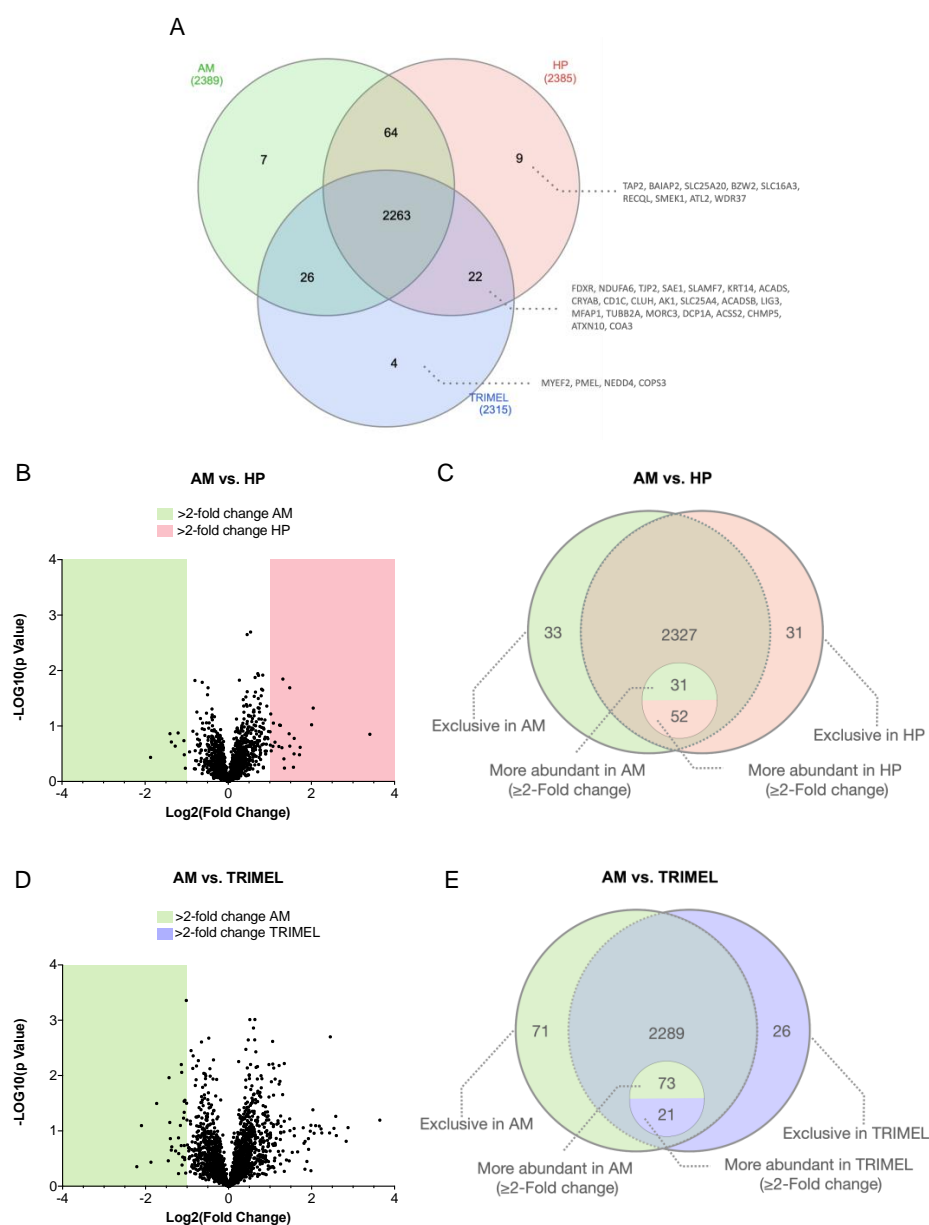 A
AM
(2389)
HP
(2385)
64
7
9
TAP2, BAIAP2, SLC25A20, BZW2, SLC16A3,
RECQL, SMEK1, ATL2, WDR37
2263
26
22
FDXR, NDUFA6, TJP2, SAE1, SLAMF7, KRT14, ACADS,
CRYAB, CD1C, CLUH, AK1, SLC25A4, ACADSB, LIG3,
MFAP1, TUBB2A, MORC3, DCP1A, ACSS2, CHMP5,
ATXN10, COA3
4
MYEF2, PMEL, NEDD4, COPS3
TRIMEL
(2315)
B
AM vs. HP
>2-fold change AM
>2-fold change HP
-LOG10(p Value)
4
3
2
1
0
-4
-2
0
2
4
Log2(Fold Change)
C
AM vs. HP
33
2327
31
31
52
Exclusive in AM
Exclusive in HP
More abundant in AM
(≥2-Fold change)
More abundant in HP
(≥2-Fold change)
D
AM vs. TRIMEL
>2-fold change AM
>2-fold change TRIMEL
-LOG10(p Value)
4
3
2
1
0
-4
-2
0
2
4
Log2(Fold Change)
E
AM vs. TRIMEL
71
2289
26
73
21
Exclusive in AM
Exclusive in TRIMEL
More abundant in AM
(≥2-Fold change)
More abundant in TRIMEL
(≥2-Fold change)